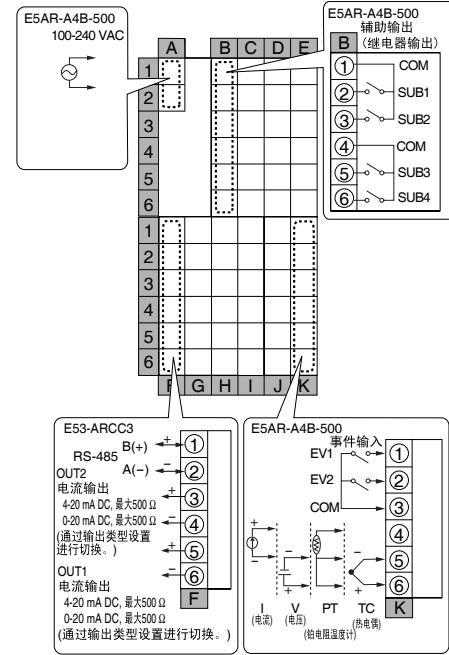 E5AR-A4B-500
100-240 VAC
E5AR-A4B-500
辅助输出
(继电器输出)
B
① COM
② SUB1
③ SUB2
④ COM
⑤ SUB3
⑥ SUB4
A B C D E
1
2
3
4
5
6
1
2
3
4
5
6
F G H I J K
E53-ARCC3
RS-485
B(+) + ①
A(−) − ②
OUT2
电流输出
4-20 mA DC, 最大500 Ω
0-20 mA DC, 最大500 Ω
(通过输出类型设置
进行切换。)
+ ③
− ④
+ ⑤
− ⑥
F
OUT1
电流输出
4-20 mA DC, 最大500 Ω
0-20 mA DC, 最大500 Ω
(通过输出类型设置进行切换。)
E5AR-A4B-500
事件输入
EV1 ①
EV2 ②
COM ③
④
⑤
⑥
K
+ − − +
− + 
I V PT TC
(电流) (电压) (铂电阻温度计) (热电偶)